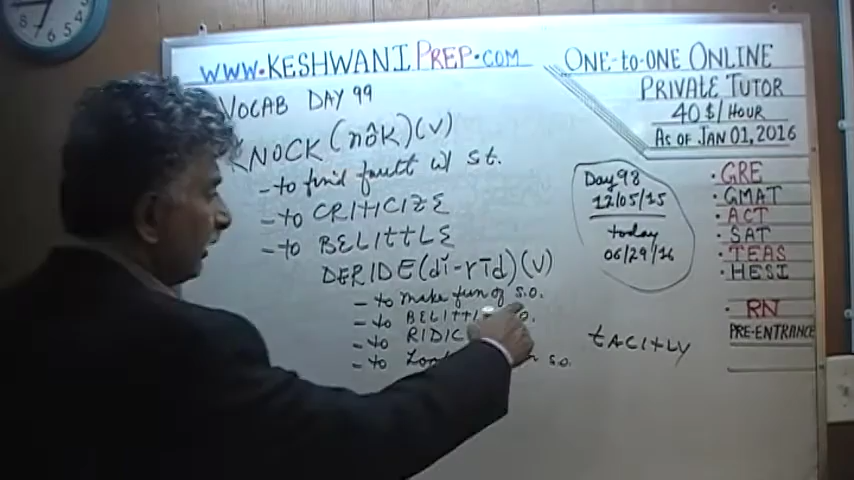 WWW.KESHWANIPREP.COM
VOCAB DAY 99
KNOCK (nŏk)(V)
- to find fault w/ st.
- to CRITICIZE
- to BELITTLE
DERIDE (dĭ-rīd)(V)
- to make fun of s.o.
- to BELITTLE
- to RIDIC
- to s.o.
ONE-to-ONE ONLINE
PRIVATE TUTOR
40 $/HOUR
AS OF JAN 01, 2016
Day 98
12/05/15
today
06/29/16
tACITLY
• GRE
• GMAT
• ACT
• SAT
• TEAS
• HESI
• RN
PRE-ENTRANCE